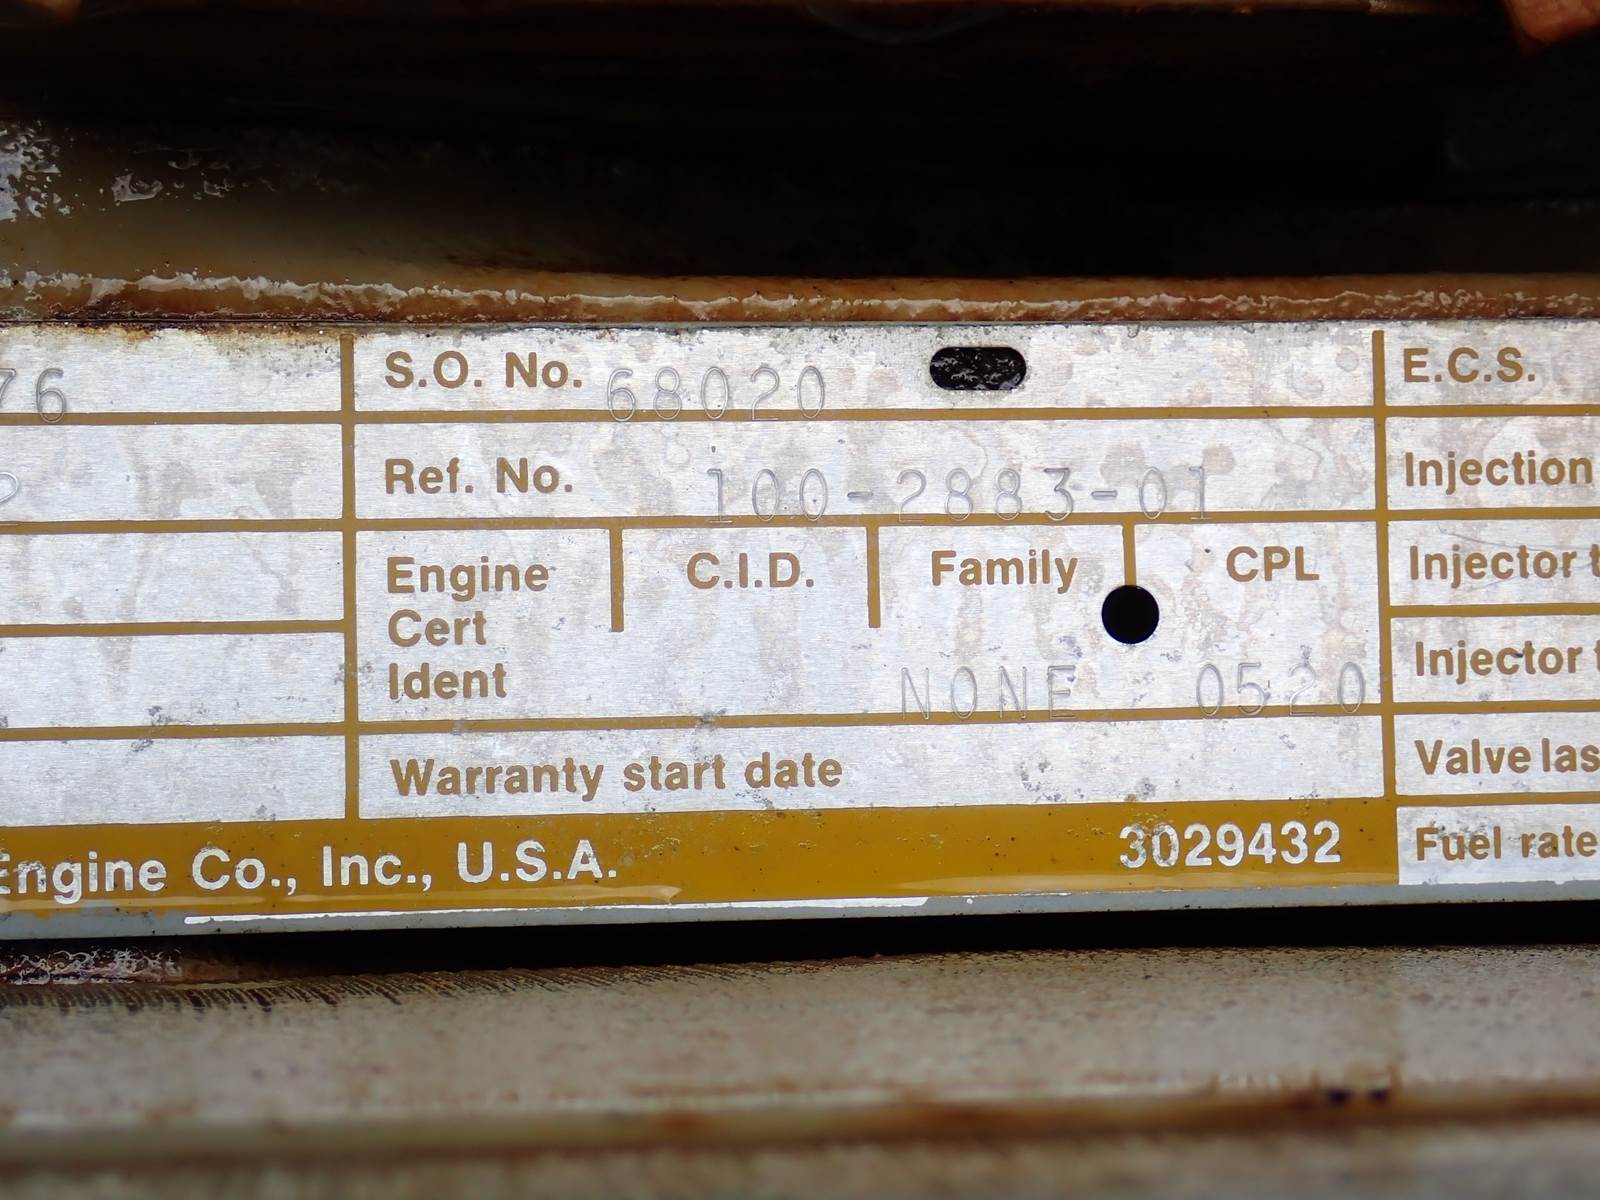 76
S.O. No. 68020
E.C.S.
2
Ref. No. 100-2883-01
Injection
Engine
Cert
Ident
C.I.D.
Family
CPL
NONE 0520
Injector t
Injector t
Warranty start date
Valve las
Engine Co., Inc., U.S.A.
3029432
Fuel rate